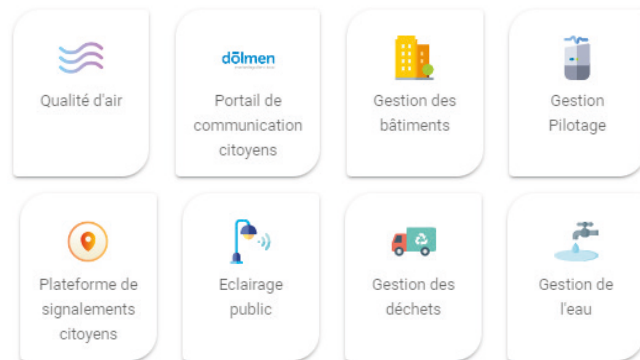 Qualité d'air
dōlmen
Portail de
communication
citoyens
Gestion des
bâtiments
Gestion
Pilotage
Plateforme de
signalements
citoyens
Eclairage
public
Gestion des
déchets
Gestion de
l'eau